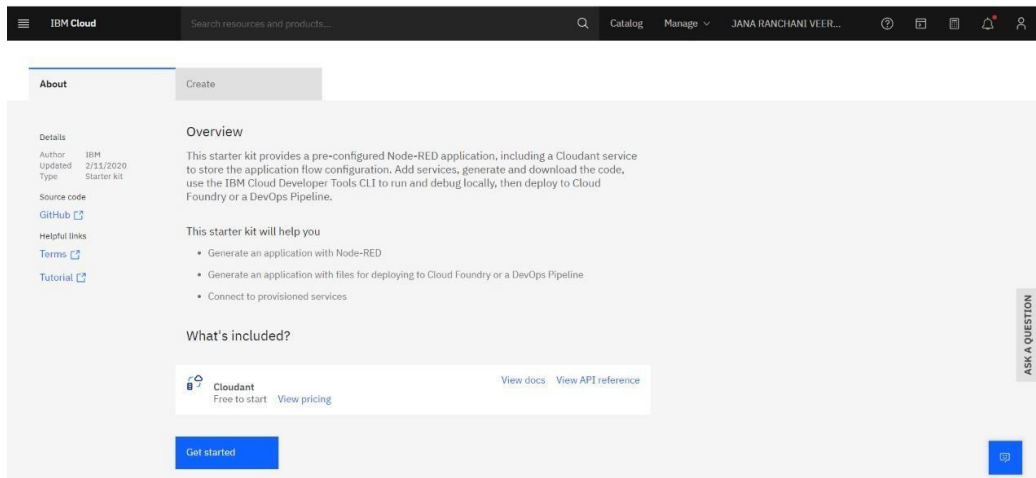 IBM Cloud
Search resources and products...
Catalog
Manage
JANA RANCHANI VEER...
About
Create
Details
Author IBM
Updated 2/11/2020
Type Starter kit
Source code
GitHub
Helpful links
Terms
Tutorial
Overview
This starter kit provides a pre-configured Node-RED application, including a Cloudant service
to store the application flow configuration. Add services, generate and download the code,
use the IBM Cloud Developer Tools CLI to run and debug locally, then deploy to Cloud
Foundry or a DevOps Pipeline.
This starter kit will help you
• Generate an application with Node-RED
• Generate an application with files for deploying to Cloud Foundry or a DevOps Pipeline
• Connect to provisioned services
What's included?
Cloudant
View docs View API reference
Free to start View pricing
Get started
ASK A QUESTION